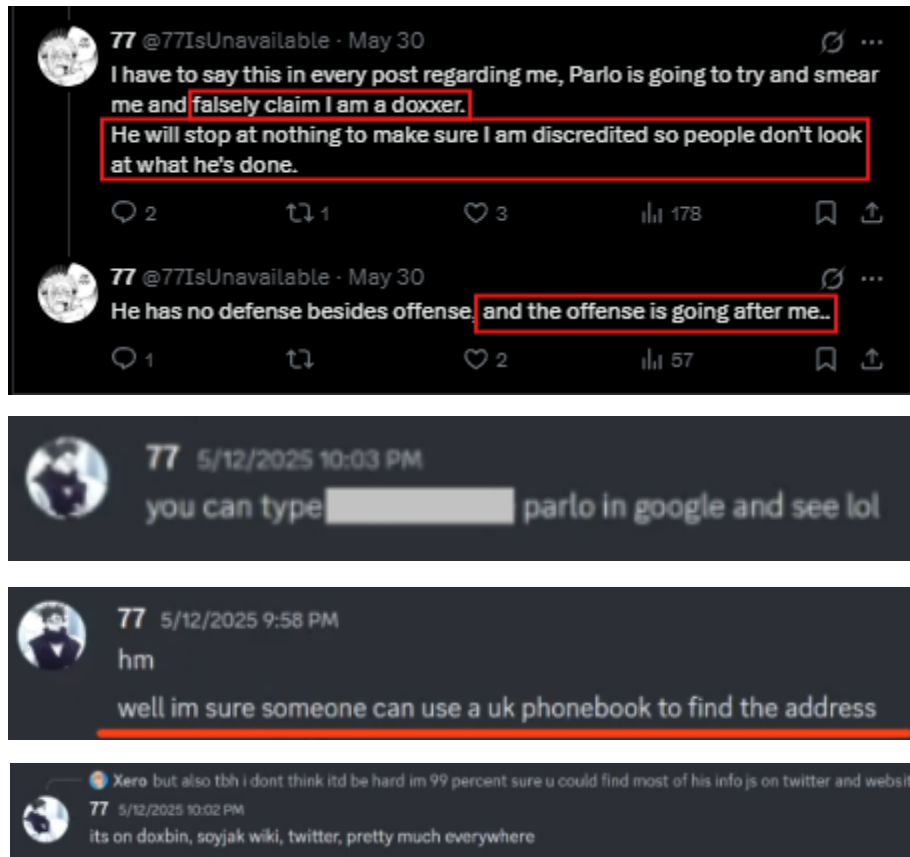 77 @77IsUnavailable · May 30
I have to say this in every post regarding me, Parlo is going to try and smear
me and falsely claim I am a doxxer.
He will stop at nothing to make sure I am discredited so people don't look
at what he's done.
2 1 3 178
77 @77IsUnavailable · May 30
He has no defense besides offense, and the offense is going after me..
1 2 57
77 5/12/2025 10:03 PM
you can type parlo in google and see lol
77 5/12/2025 9:58 PM
hm
well im sure someone can use a uk phonebook to find the address
Xero but also tbh i dont think itd be hard im 99 percent sure u could find most of his info js on twitter and websi
77 5/12/2025 10:02 PM
its on doxbin, soyjak wiki, twitter, pretty much everywhere